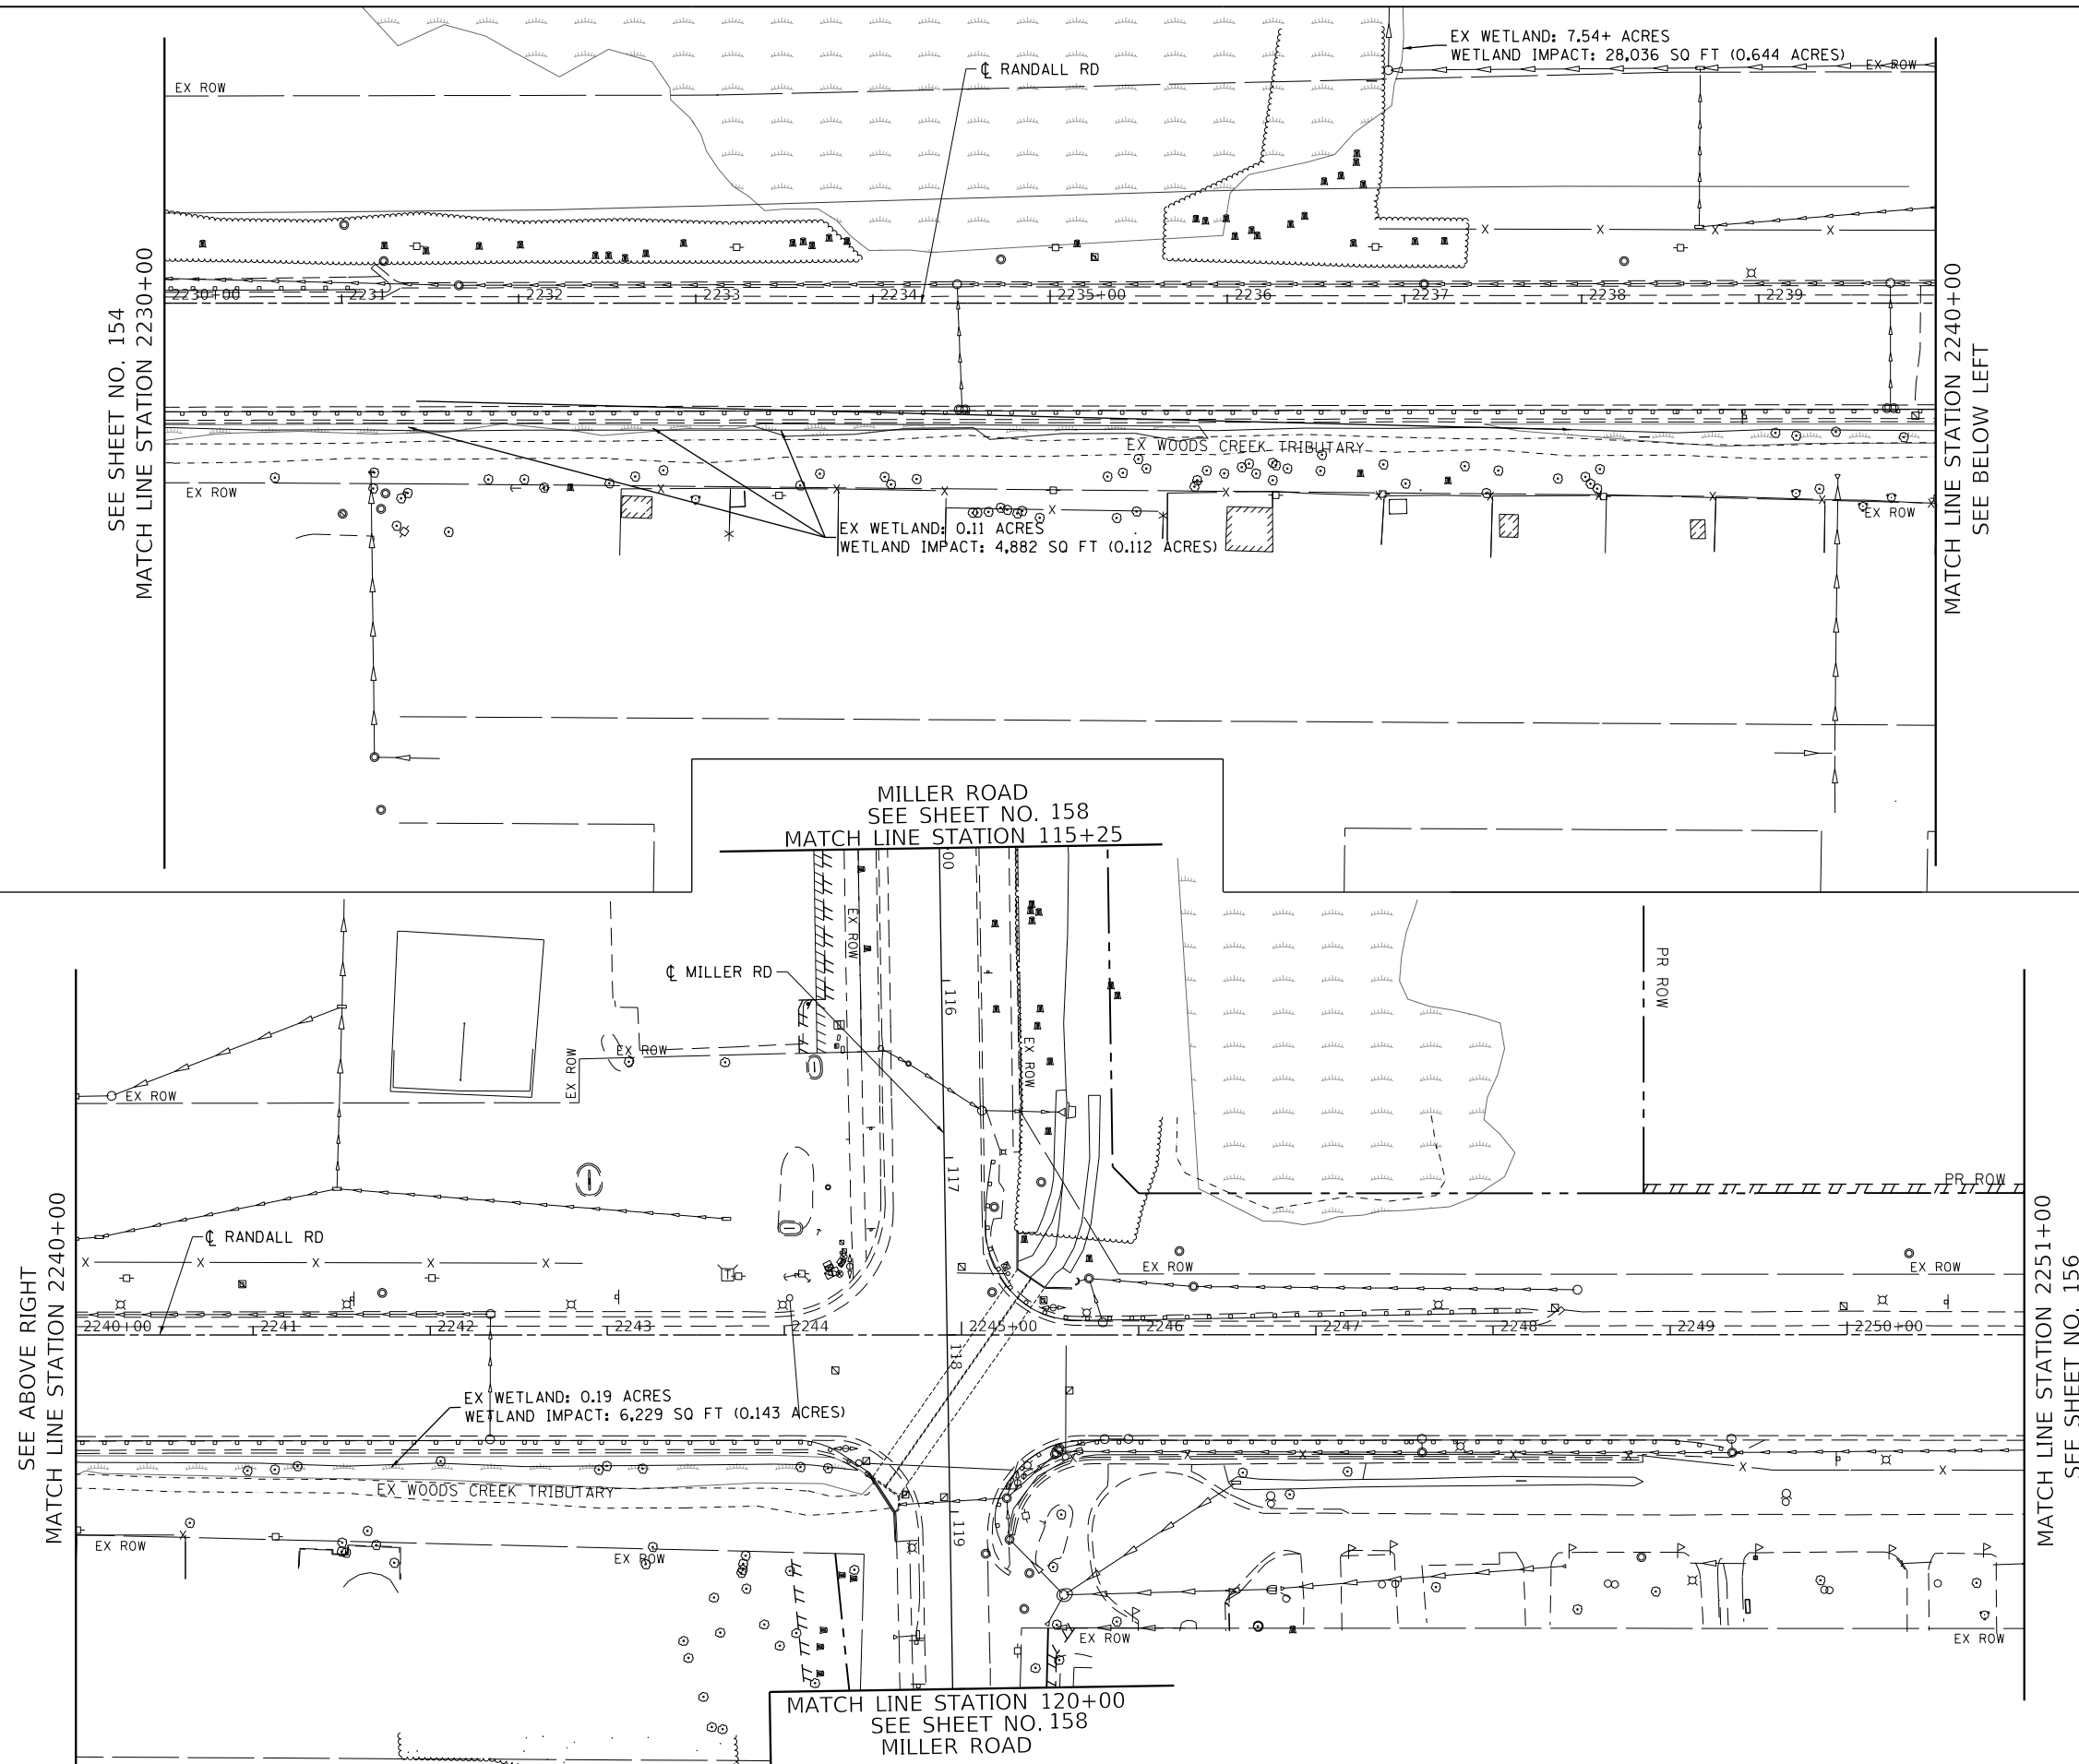 EX WETLAND: 7.54+ ACRES
WETLAND IMPACT: 28,036 SQ FT (0.644 ACRES)
EX ROW
℄ RANDALL RD
EX ROW
SEE SHEET NO. 154
MATCH LINE STATION 2230+00
2230+00
2231
2232
2233
2234
2235+00
2236
2237
2238
2239
MATCH LINE STATION 2240+00
SEE BELOW LEFT
EX WOODS CREEK TRIBUTARY
EX ROW
EX ROW
EX WETLAND: 0.11 ACRES
WETLAND IMPACT: 4,882 SQ FT (0.112 ACRES)
MILLER ROAD
SEE SHEET NO. 158
MATCH LINE STATION 115+25
00
EX ROW
℄ MILLER RD
116
PR ROW
EX ROW
EX ROW
EX ROW
EX ROW
117
PR ROW
SEE ABOVE RIGHT
MATCH LINE STATION 2240+00
℄ RANDALL RD
EX ROW
EX ROW
2240+00
2241
2242
2243
2244
2245+00
2246
2247
2248
2249
2250+00
118
MATCH LINE STATION 2251+00
SEE SHEET NO. 156
EX WETLAND: 0.19 ACRES
WETLAND IMPACT: 6,229 SQ FT (0.143 ACRES)
EX WOODS CREEK TRIBUTARY
119
EX ROW
EX ROW
EX ROW
EX ROW
MATCH LINE STATION 120+00
SEE SHEET NO. 158
MILLER ROAD